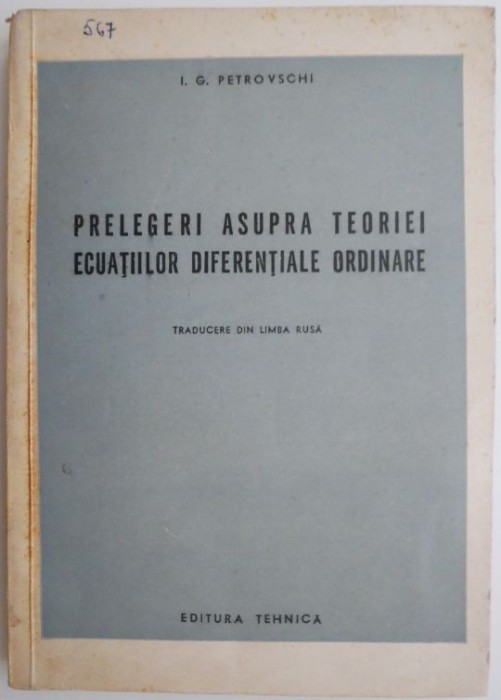 567
I. G. PETROVSCHI
PRELEGERI ASUPRA TEORIEI
ECUAȚIILOR DIFERENȚIALE ORDINARE
TRADUCERE DIN LIMBA RUSĂ
EDITURA TEHNICĂ